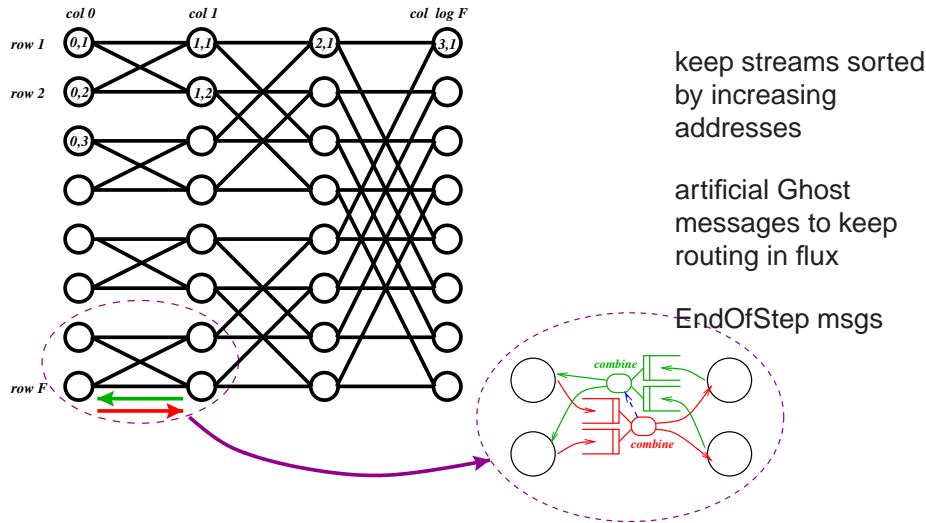 col 0 col 1 col log F
row 1 0,1 1,1 2,1 3,1
row 2 0,2 1,2
0,3
row F
keep streams sorted
by increasing
addresses
artificial Ghost
messages to keep
routing in flux
EndOfStep msgs
combine
combine